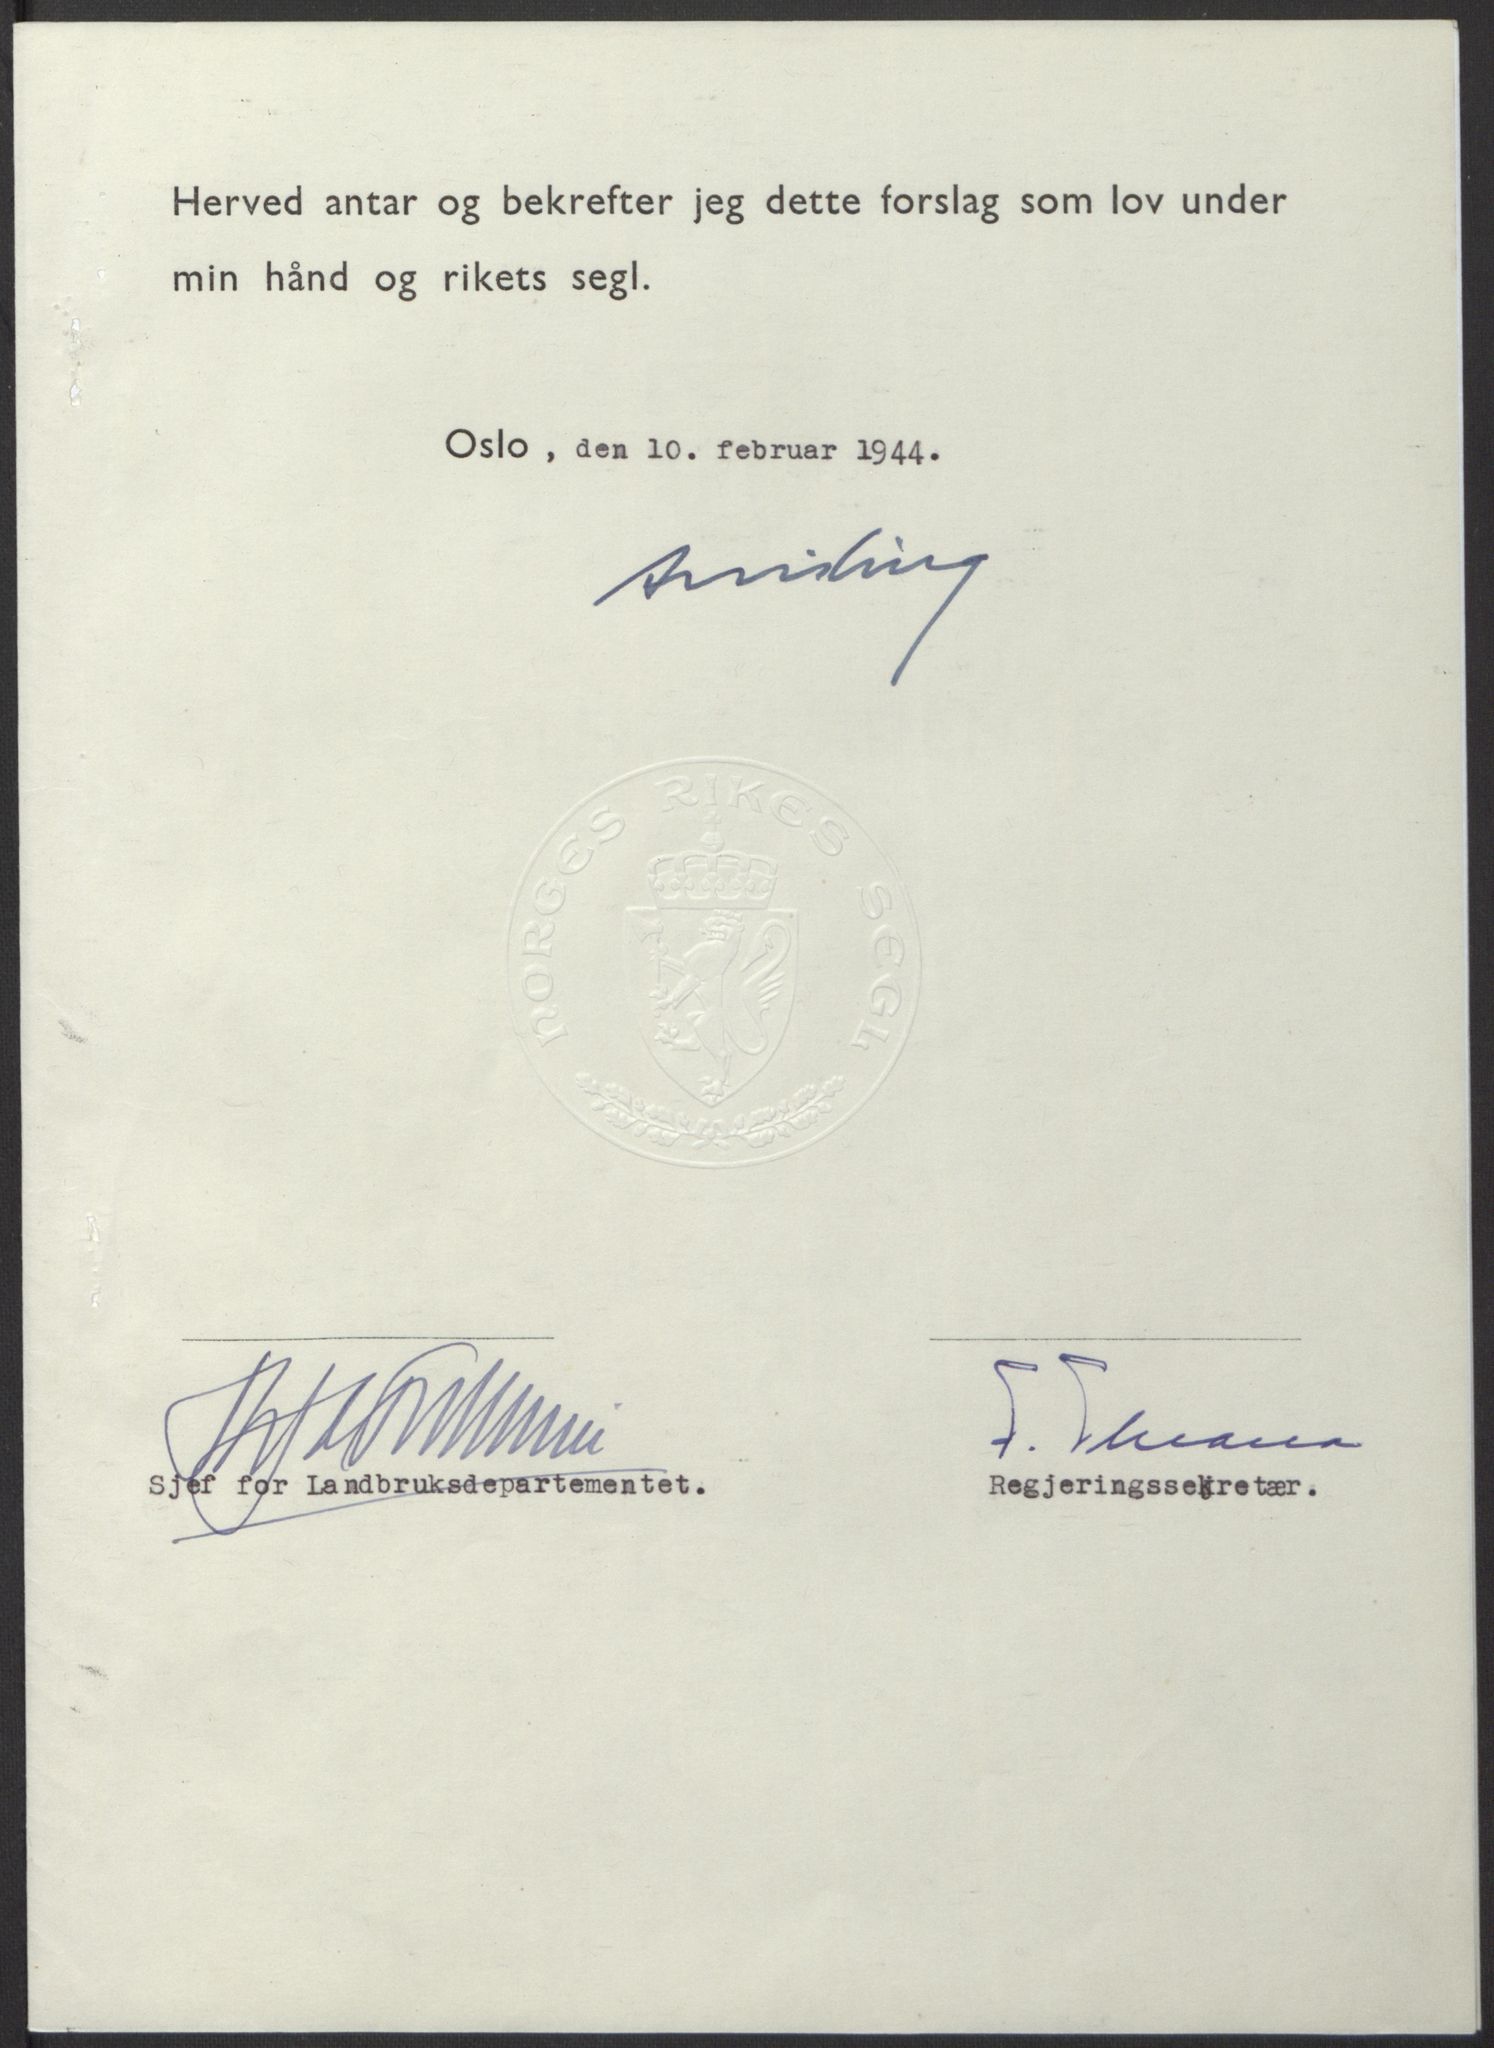 Herved antar og bekrefter jeg dette forslag som lov under
min hånd og rikets segl.
Oslo, den 10. februar 1944.
NORGES RIKES SEGL
Sjef for Landbruksdepartementet.
Regjeringssekretær.